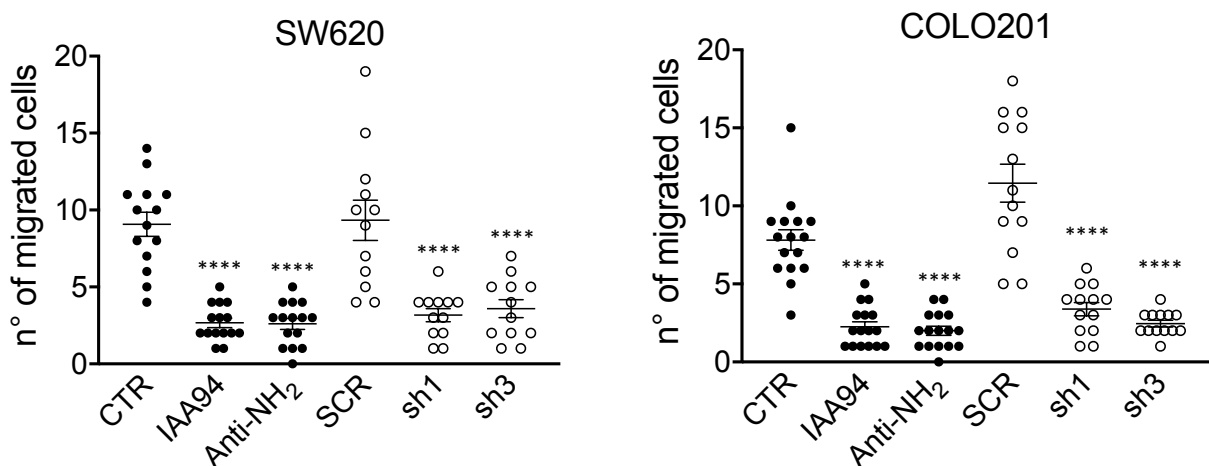 SW620
n° of migrated cells
20
15
10
5
0
****
****
****
****
CTR
IAA94
Anti-NH₂
SCR
sh1
sh3
COLO201
n° of migrated cells
20
15
10
5
0
****
****
****
****
CTR
IAA94
Anti-NH₂
SCR
sh1
sh3